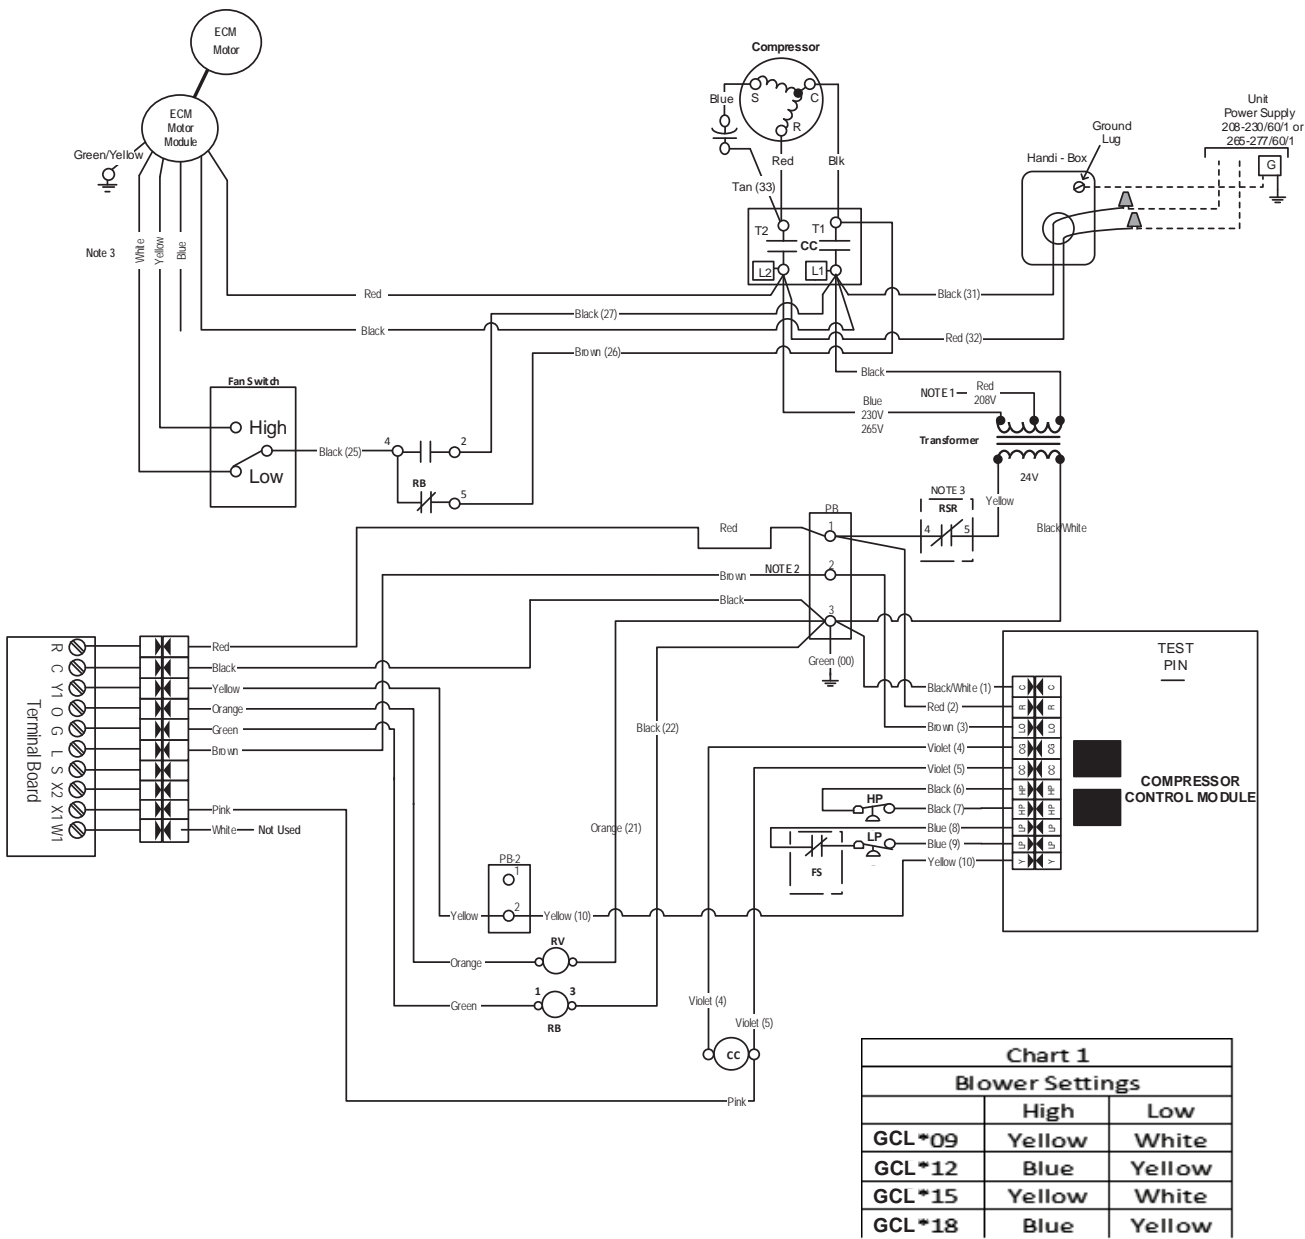 ECM
Motor
ECM
Motor
Module
Green/Yellow
Note 3
White
Yellow
Blue
Compressor
Blue
S
C
R
Red
Blk
Tan (33)
T2
T1
CC
L2
L1
Handi - Box
Ground
Lug
Unit
Power Supply
208-230/60/1 or
265-277/60/1
G
Red
Black (31)
Black (27)
Black
Red (32)
Brown (26)
Black
NOTE 1
Red
208V
Blue
230V
265V
Transformer
24V
Fan Switch
High
Low
Black (25)
4
2
RB
5
NOTE 3
RSR
4
5
Yellow
Black/White
PB
1
Red
NOTE 2
2
Brown
Black
3
Green (00)
Terminal Board
R
C
Y1
O
G
L
S
X2
X1
W1
Red
Black
Yellow
Orange
Green
Brown
Pink
White
Not Used
Black (22)
Orange (21)
TEST
PIN
Black/White (1)
Red (2)
Brown (3)
Violet (4)
Violet (5)
Black (6)
Black (7)
Blue (8)
Blue (9)
Yellow (10)
C C
R R
LO LO
CG CG
CC CC
HP HP
HP HP
LP LP
LP LP
Y Y
COMPRESSOR
CONTROL MODULE
HP
LP
FS
PB-2
1
2
Yellow
Yellow (10)
RV
Orange
1
3
Green
RB
Violet (4)
Violet (5)
CC
Pink
Chart 1
Blower Settings
High Low
GCL*09 Yellow White
GCL*12 Blue Yellow
GCL*15 Yellow White
GCL*18 Blue Yellow